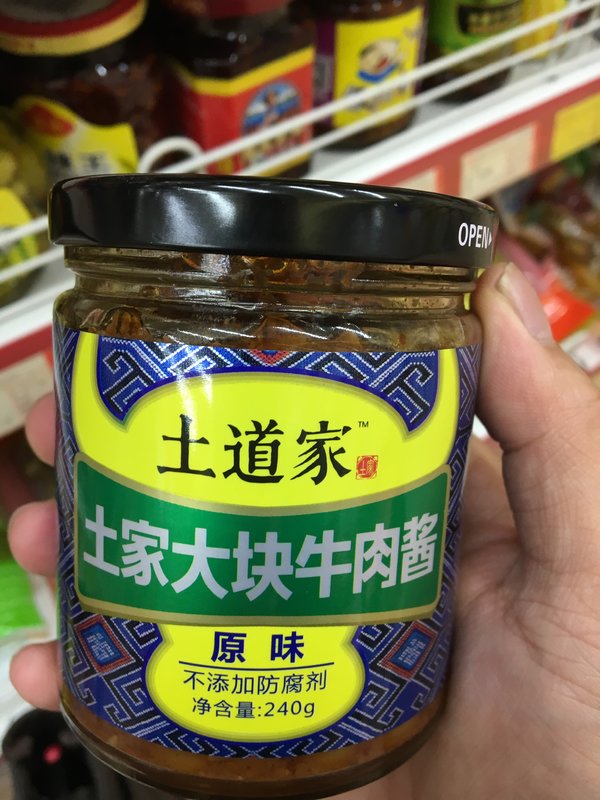 OPEN
土道家™
土家大块牛肉酱
原味
不添加防腐剂
净含量:240g